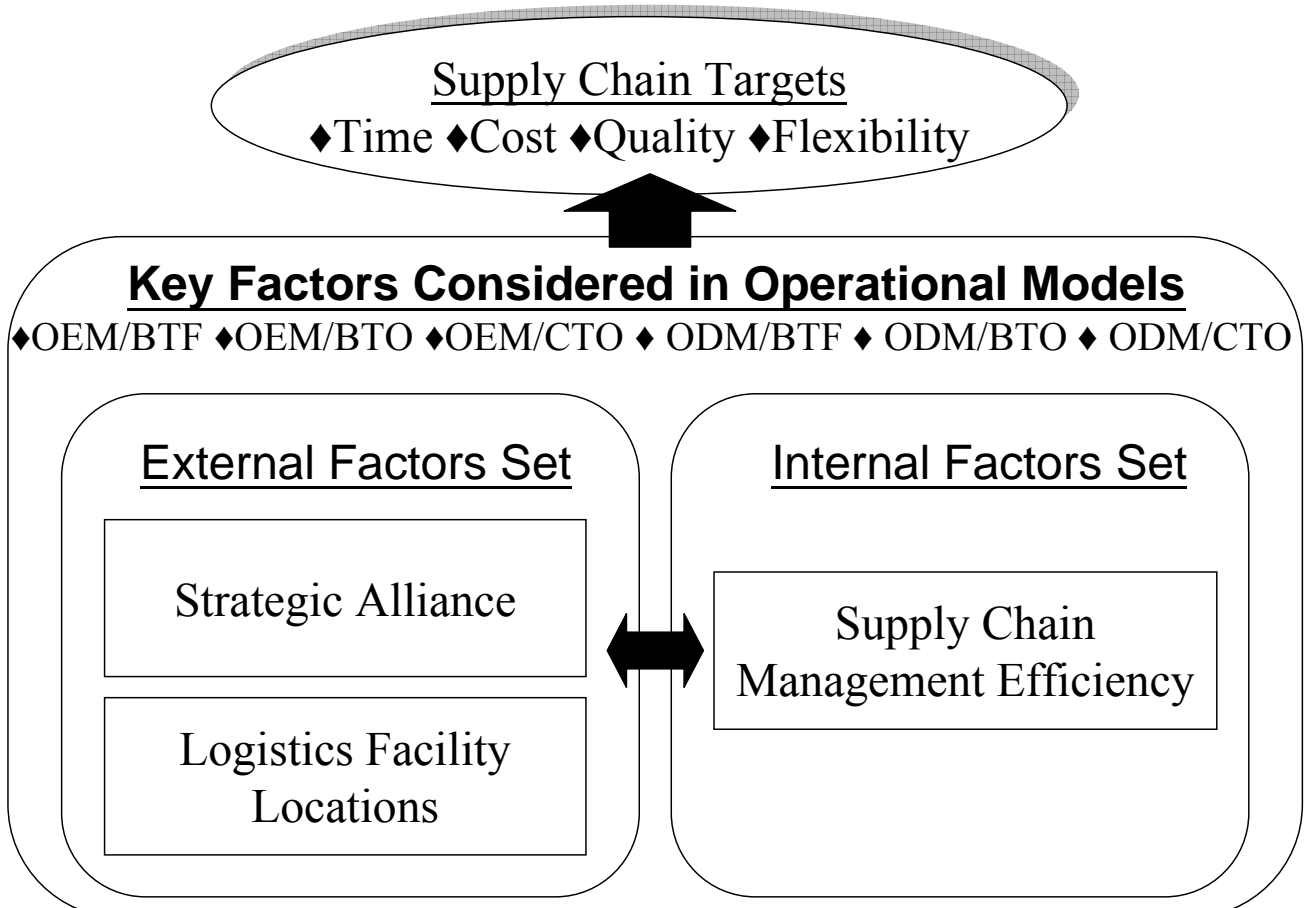 Supply Chain Targets
♦Time ♦Cost ♦Quality ♦Flexibility
Key Factors Considered in Operational Models
♦OEM/BTF ♦OEM/BTO ♦OEM/CTO ♦ ODM/BTF ♦ ODM/BTO ♦ ODM/CTO
External Factors Set
Strategic Alliance
Logistics Facility
Locations
Internal Factors Set
Supply Chain
Management Efficiency